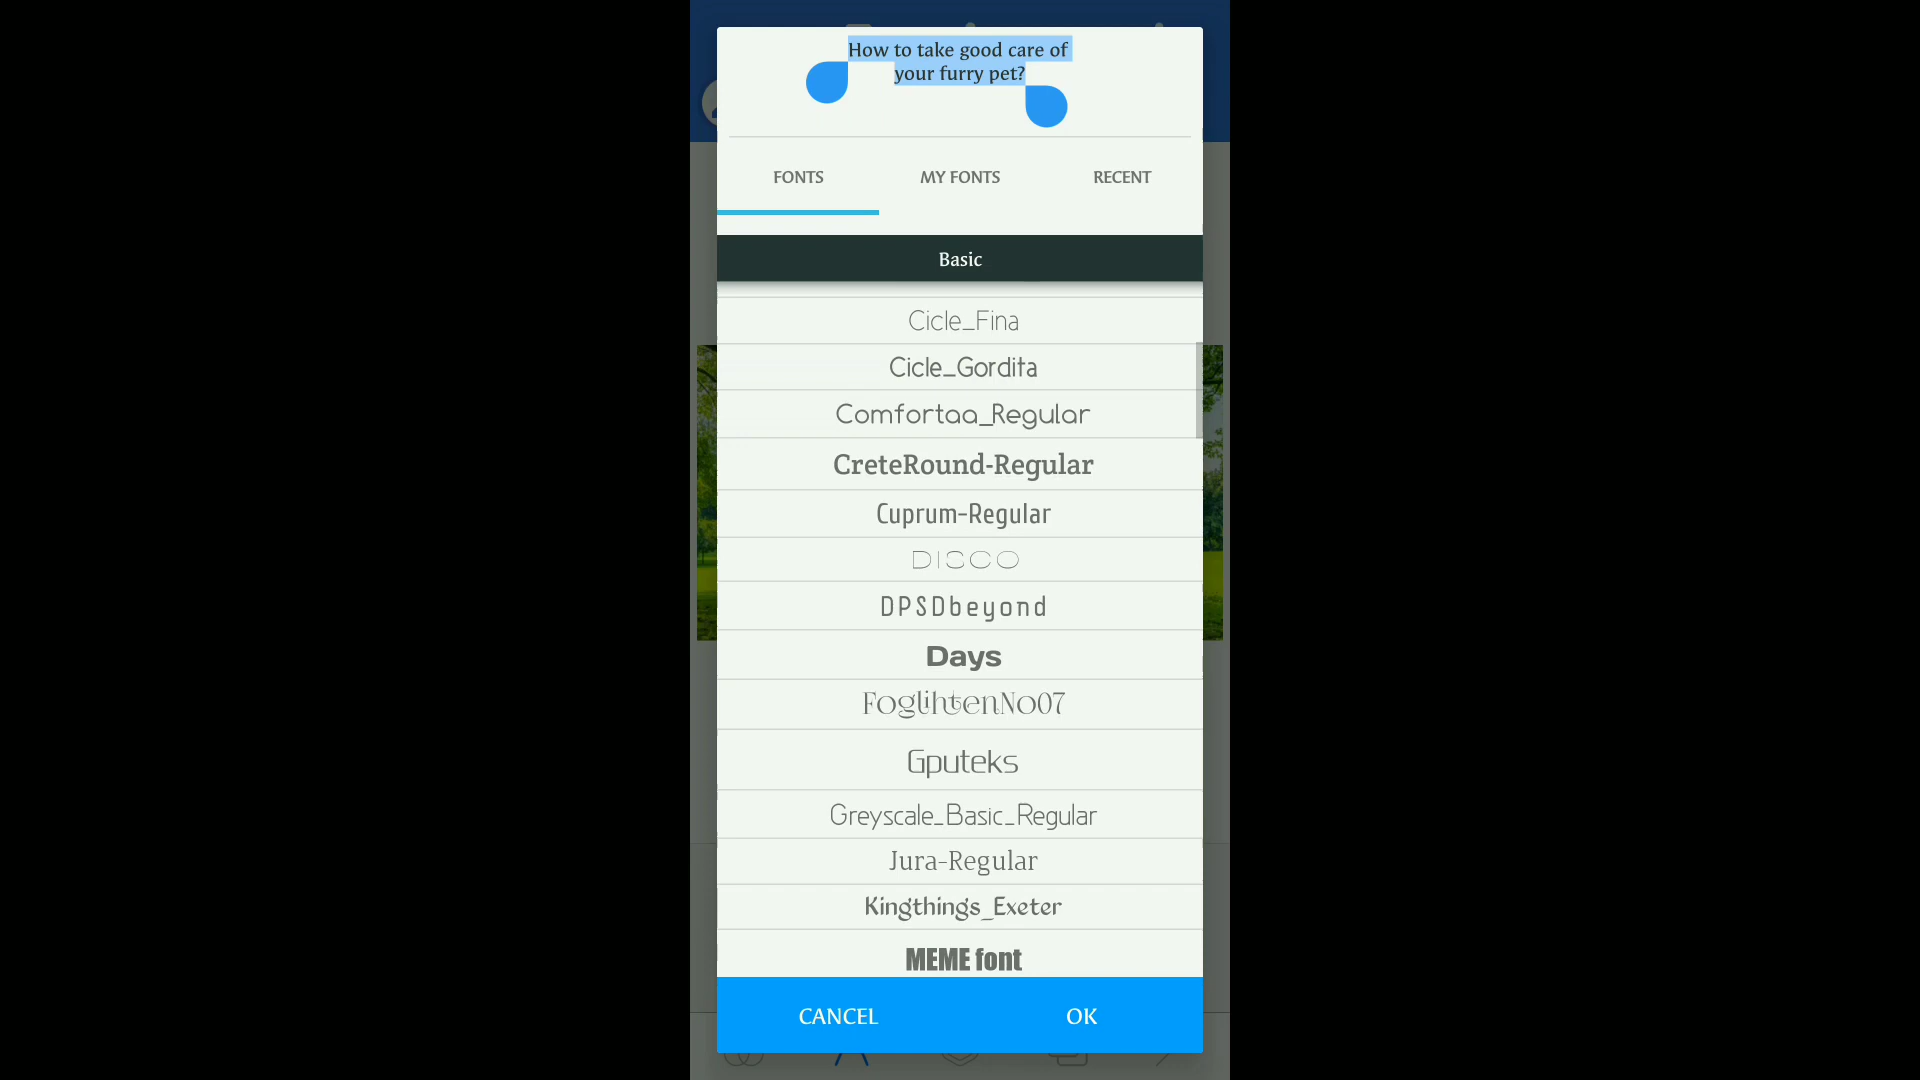 How to take good care of
your furry pet?
FONTS
MY FONTS
RECENT
Basic
Cicle_Fina
Cicle_Gordita
Comfortaa_Regular
CreteRound-Regular
Cuprum-Regular
DISCO
DPSDbeyond
Days
FoglihtenNo07
Gputeks
Greyscale_Basic_Regular
Jura-Regular
Kingthings_Exeter
MEME font
CANCEL
OK